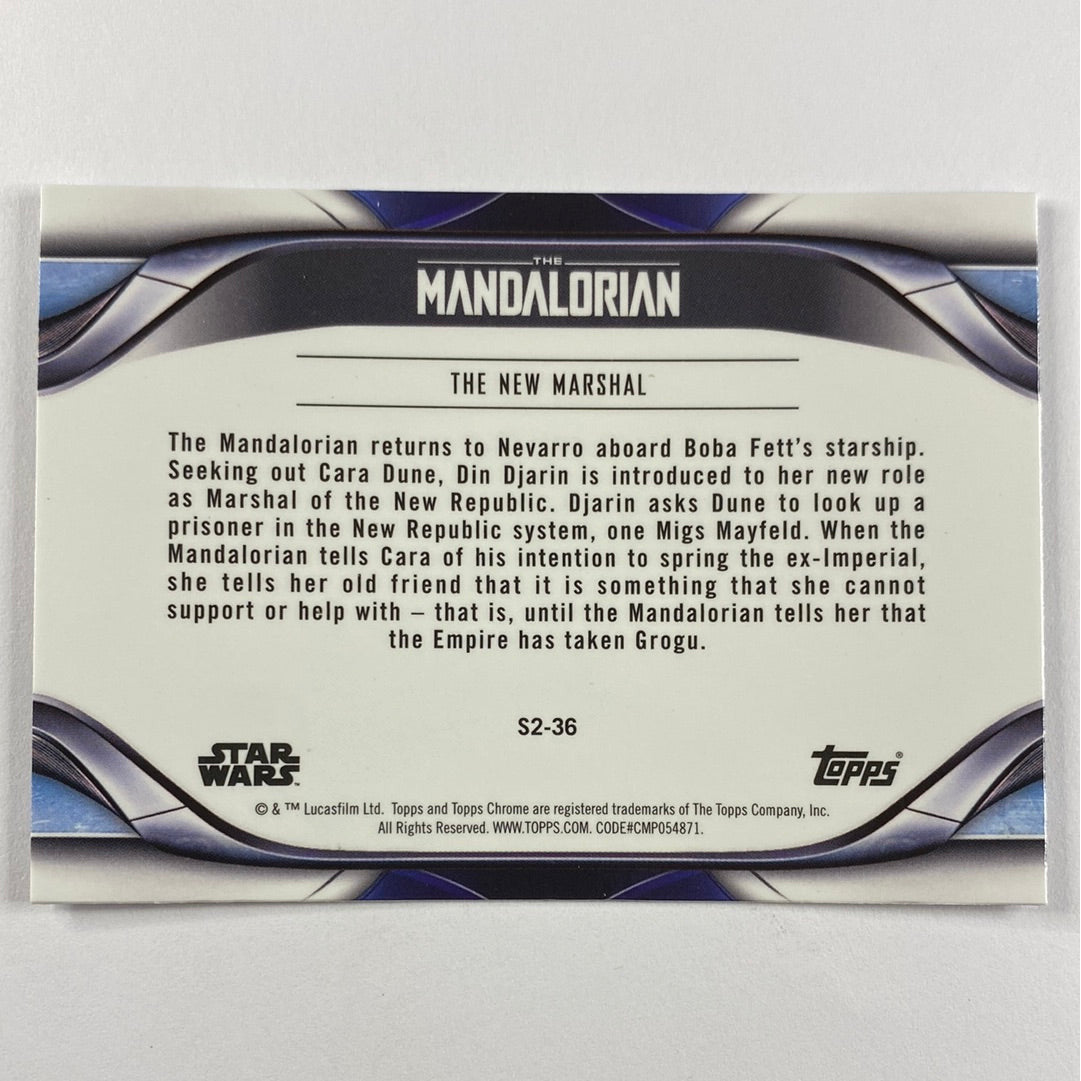 THE
MANDALORIAN
THE NEW MARSHAL
The Mandalorian returns to Nevarro aboard Boba Fett's starship.
Seeking out Cara Dune, Din Djarin is introduced to her new role
as Marshal of the New Republic. Djarin asks Dune to look up a
prisoner in the New Republic system, one Migs Mayfeld. When the
Mandalorian tells Cara of his intention to spring the ex-Imperial,
she tells her old friend that it is something that she cannot
support or help with – that is, until the Mandalorian tells her that
the Empire has taken Grogu.
S2-36
STAR
WARS™
Topps®
© & ™ Lucasfilm Ltd. Topps and Topps Chrome are registered trademarks of The Topps Company, Inc.
All Rights Reserved. WWW.TOPPS.COM. CODE#CMP054871.